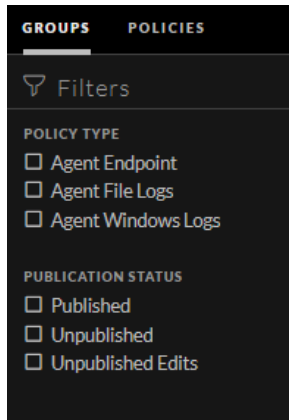 GROUPS POLICIES
Filters
POLICY TYPE
Agent Endpoint
Agent File Logs
Agent Windows Logs
PUBLICATION STATUS
Published
Unpublished
Unpublished Edits